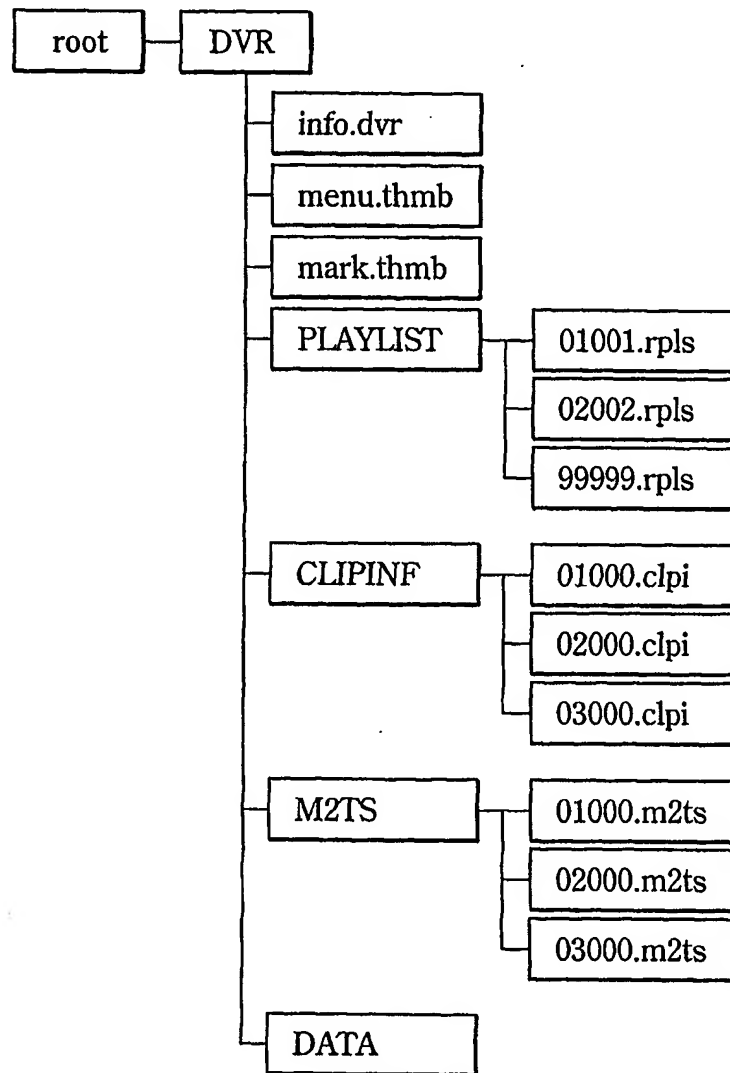 root
DVR
info.dvr
menu.thmb
mark.thmb
PLAYLIST
01001.rpls
02002.rpls
99999.rpls
CLIPINF
01000.clpi
02000.clpi
03000.clpi
M2TS
01000.m2ts
02000.m2ts
03000.m2ts
DATA